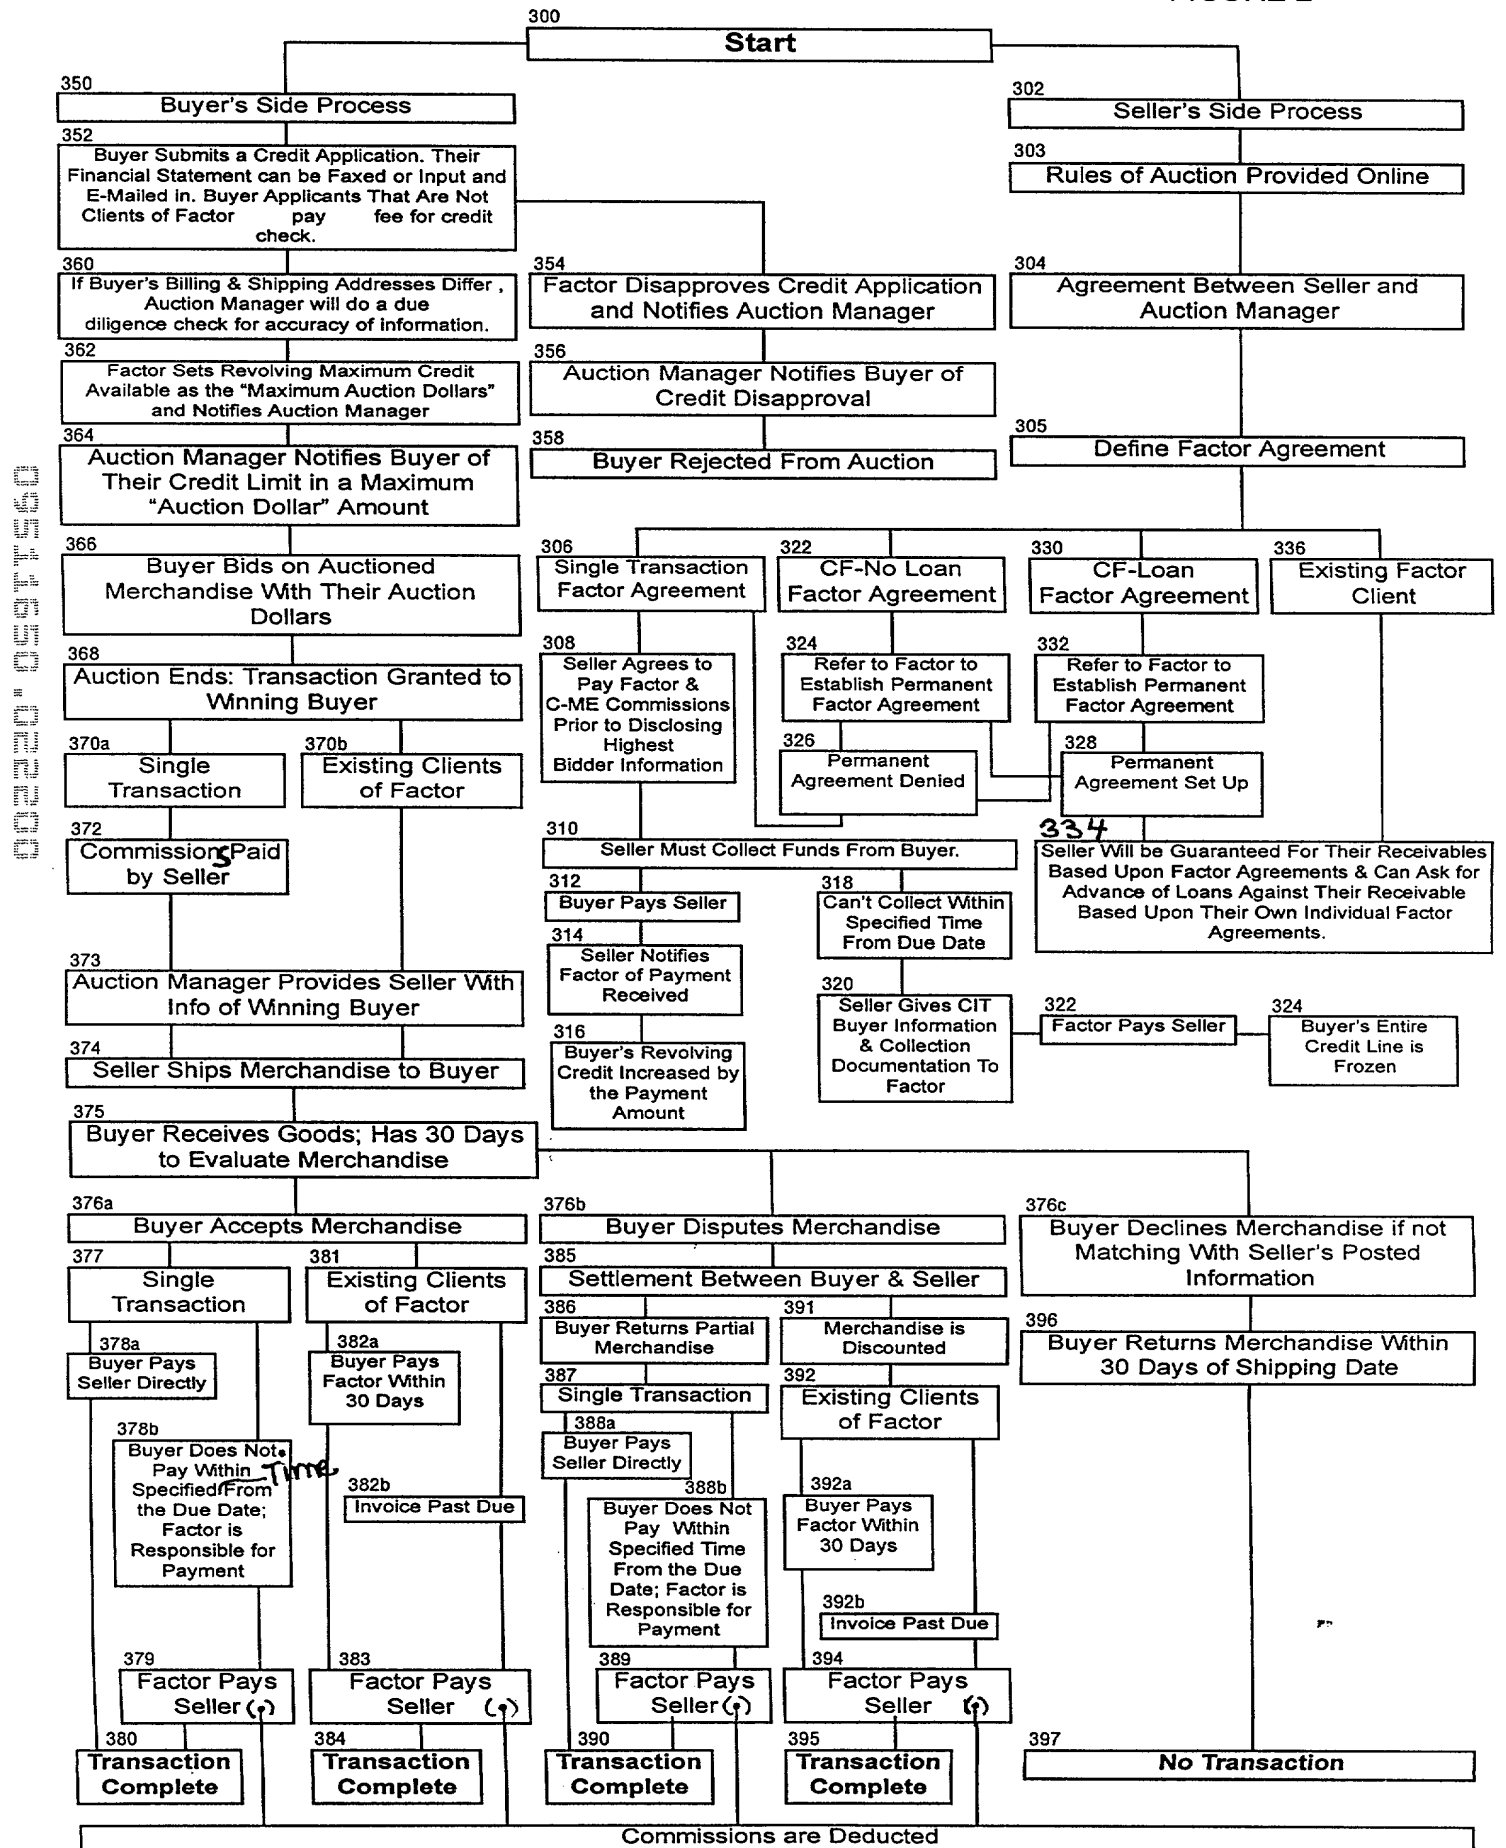 300
Start
350
Buyer's Side Process
352
Buyer Submits a Credit Application. Their
Financial Statement can be Faxed or Input and
E-Mailed in. Buyer Applicants That Are Not
Clients of Factor pay fee for credit
check.
360
If Buyer's Billing & Shipping Addresses Differ ,
Auction Manager will do a due
diligence check for accuracy of information.
362
Factor Sets Revolving Maximum Credit
Available as the "Maximum Auction Dollars"
and Notifies Auction Manager
364
Auction Manager Notifies Buyer of
Their Credit Limit in a Maximum
"Auction Dollar" Amount
366
Buyer Bids on Auctioned
Merchandise With Their Auction
Dollars
368
Auction Ends: Transaction Granted to
Winning Buyer
370a
Single
Transaction
370b
Existing Clients
of Factor
372
Commissions Paid
by Seller
373
Auction Manager Provides Seller With
Info of Winning Buyer
374
Seller Ships Merchandise to Buyer
375
Buyer Receives Goods; Has 30 Days
to Evaluate Merchandise
354
Factor Disapproves Credit Application
and Notifies Auction Manager
356
Auction Manager Notifies Buyer of
Credit Disapproval
358
Buyer Rejected From Auction
302
Seller's Side Process
303
Rules of Auction Provided Online
304
Agreement Between Seller and
Auction Manager
305
Define Factor Agreement
306
Single Transaction
Factor Agreement
322
CF-No Loan
Factor Agreement
330
CF-Loan
Factor Agreement
336
Existing Factor
Client
308
Seller Agrees to
Pay Factor &
C-ME Commissions
Prior to Disclosing
Highest
Bidder Information
324
Refer to Factor to
Establish Permanent
Factor Agreement
332
Refer to Factor to
Establish Permanent
Factor Agreement
326
Permanent
Agreement Denied
328
Permanent
Agreement Set Up
310
Seller Must Collect Funds From Buyer.
334
Seller Will be Guaranteed For Their Receivables
Based Upon Factor Agreements & Can Ask for
Advance of Loans Against Their Receivable
Based Upon Their Own Individual Factor
Agreements.
312
Buyer Pays Seller
314
Seller Notifies
Factor of Payment
Received
316
Buyer's Revolving
Credit Increased by
the Payment
Amount
318
Can't Collect Within
Specified Time
From Due Date
320
Seller Gives CIT
Buyer Information
& Collection
Documentation To
Factor
322
Factor Pays Seller
324
Buyer's Entire
Credit Line is
Frozen
376a
Buyer Accepts Merchandise
377
Single
Transaction
381
Existing Clients
of Factor
378a
Buyer Pays
Seller Directly
382a
Buyer Pays
Factor Within
30 Days
378b
Buyer Does Not
Pay Within Time
Specified From
the Due Date;
Factor is
Responsible for
Payment
382b
Invoice Past Due
379
Factor Pays
Seller (•)
383
Factor Pays
Seller (•)
380
Transaction
Complete
384
Transaction
Complete
376b
Buyer Disputes Merchandise
385
Settlement Between Buyer & Seller
386
Buyer Returns Partial
Merchandise
391
Merchandise is
Discounted
387
Single Transaction
392
Existing Clients
of Factor
388a
Buyer Pays
Seller Directly
388b
Buyer Does Not
Pay Within
Specified Time
From the Due
Date; Factor is
Responsible for
Payment
392a
Buyer Pays
Factor Within
30 Days
392b
Invoice Past Due
389
Factor Pays
Seller (•)
394
Factor Pays
Seller (•)
390
Transaction
Complete
395
Transaction
Complete
376c
Buyer Declines Merchandise if not
Matching With Seller's Posted
Information
396
Buyer Returns Merchandise Within
30 Days of Shipping Date
397
No Transaction
Commissions are Deducted